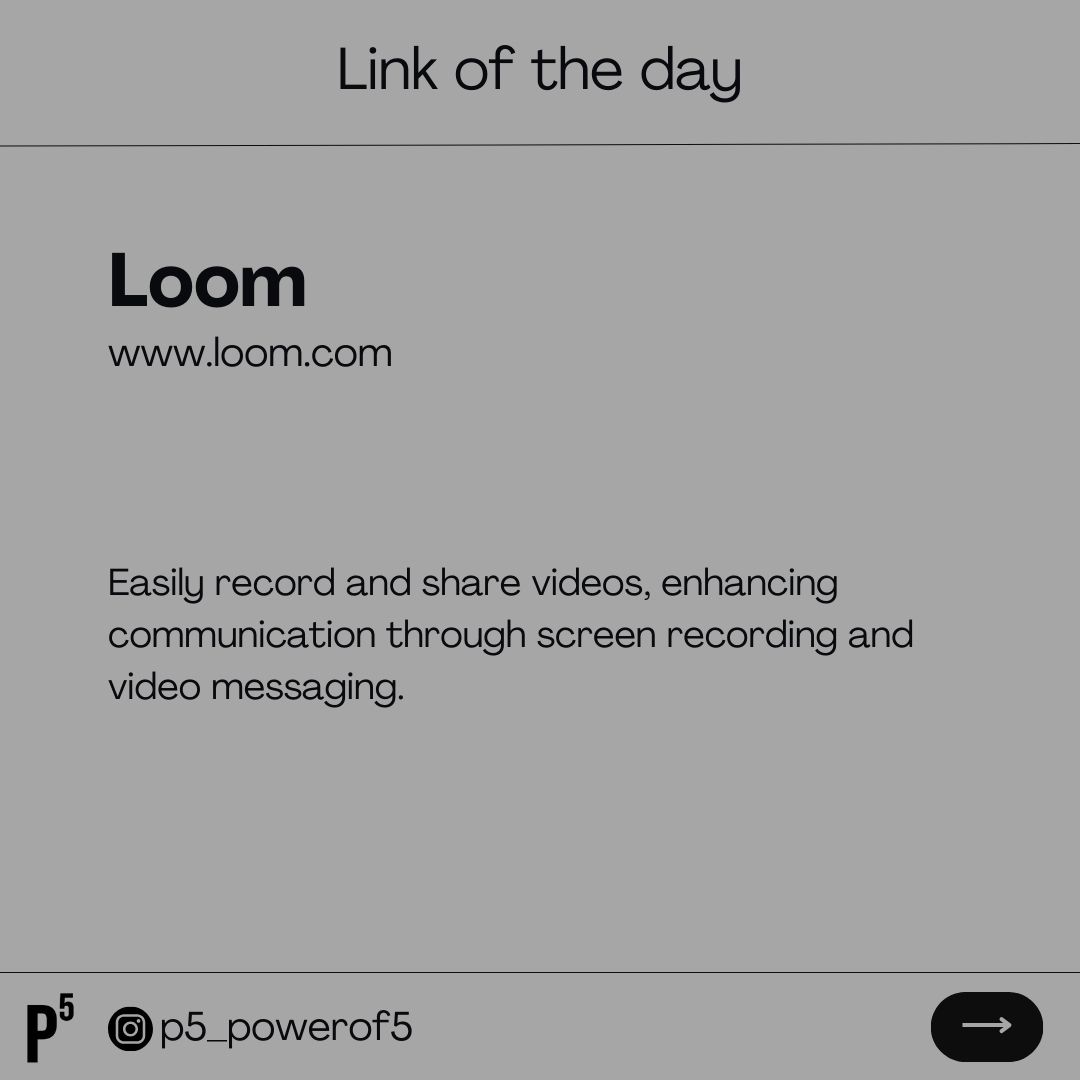 Link of the day
Loom
www.loom.com
Easily record and share videos, enhancing
communication through screen recording and
video messaging.
P⁵ p5_powerof5